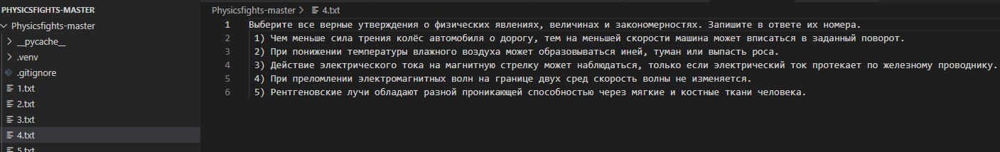 PHYSICSFIGHTS-MASTER
Physicsfights-master
__pycache__
.venv
.gitignore
1.txt
2.txt
3.txt
4.txt
5.txt
Physicsfights-master > 4.txt
1 Выберите все верные утверждения о физических явлениях, величинах и закономерностях. Запишите в ответе их номера.
2 1) Чем меньше сила трения колёс автомобиля о дорогу, тем на меньшей скорости машина может вписаться в заданный поворот.
3 2) При понижении температуры влажного воздуха может образовываться иней, туман или выпасть роса.
4 3) Действие электрического тока на магнитную стрелку может наблюдаться, только если электрический ток протекает по железному проводнику.
5 4) При преломлении электромагнитных волн на границе двух сред скорость волны не изменяется.
6 5) Рентгеновские лучи обладают разной проникающей способностью через мягкие и костные ткани человека.